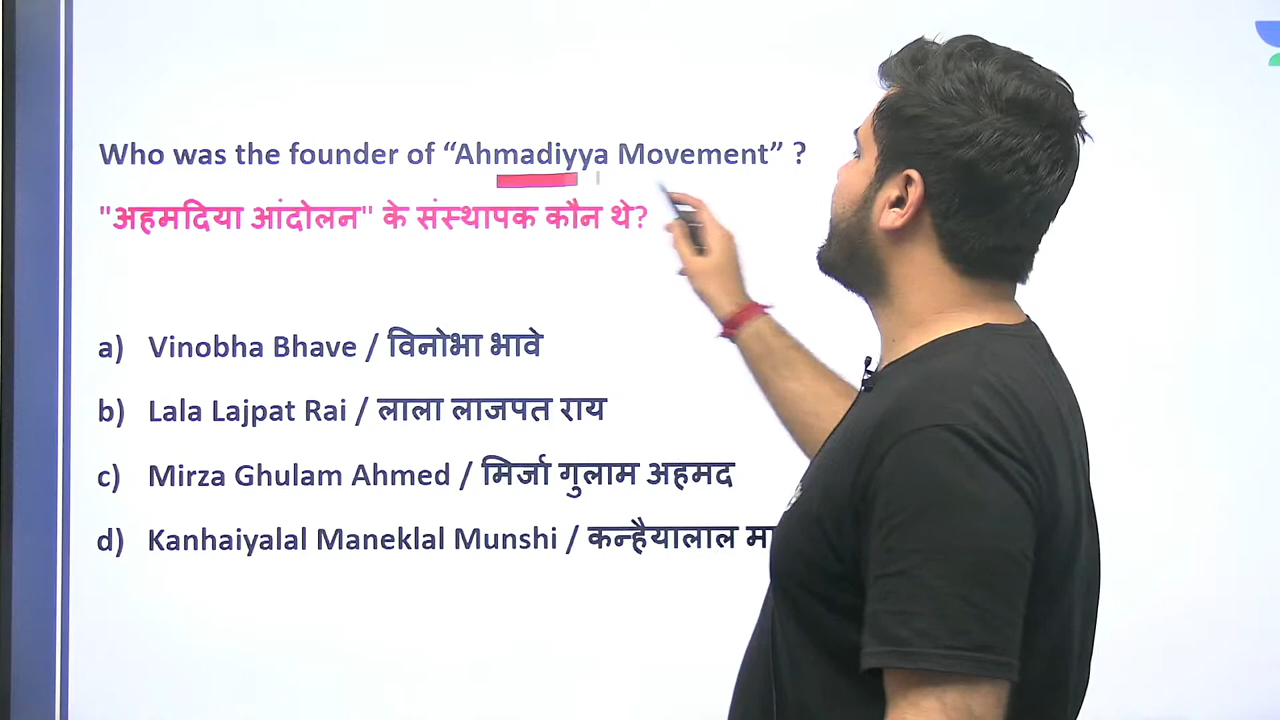 Who was the founder of “Ahmadiyya Movement” ?
"अहमदिया आंदोलन" के संस्थापक कौन थे?
a) Vinobha Bhave / विनोभा भावे
b) Lala Lajpat Rai / लाला लाजपत राय
c) Mirza Ghulam Ahmed / मिर्जा गुलाम अहमद
d) Kanhaiyalal Maneklal Munshi / कन्हैयालाल